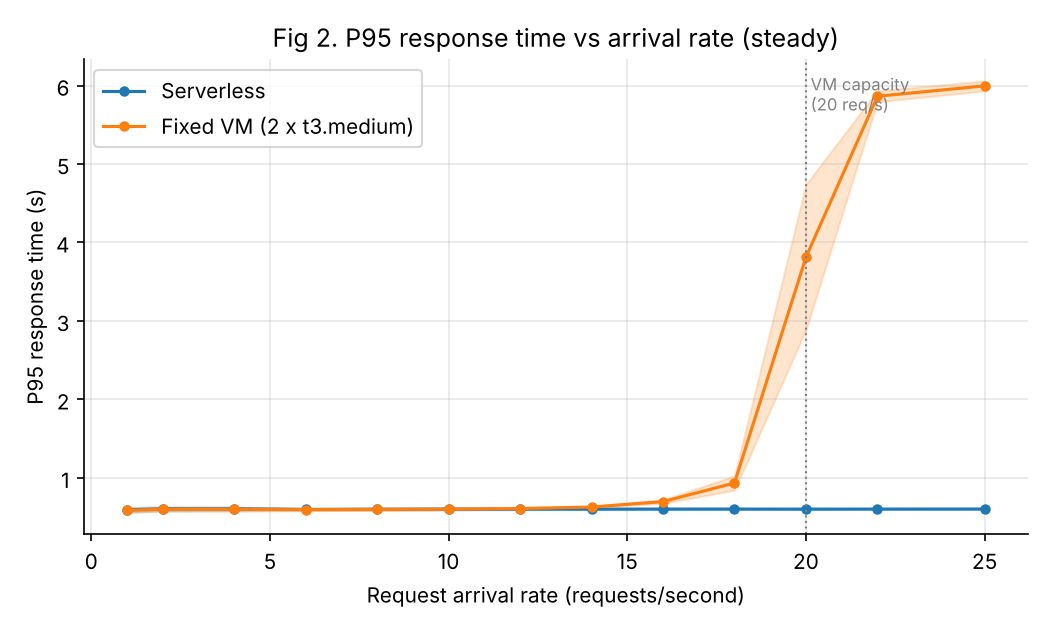 Fig 2. P95 response time vs arrival rate (steady)
Serverless
Fixed VM (2 x t3.medium)
VM capacity
(20 req/s)
P95 response time (s)
6
5
4
3
2
1
0 5 10 15 20 25
Request arrival rate (requests/second)